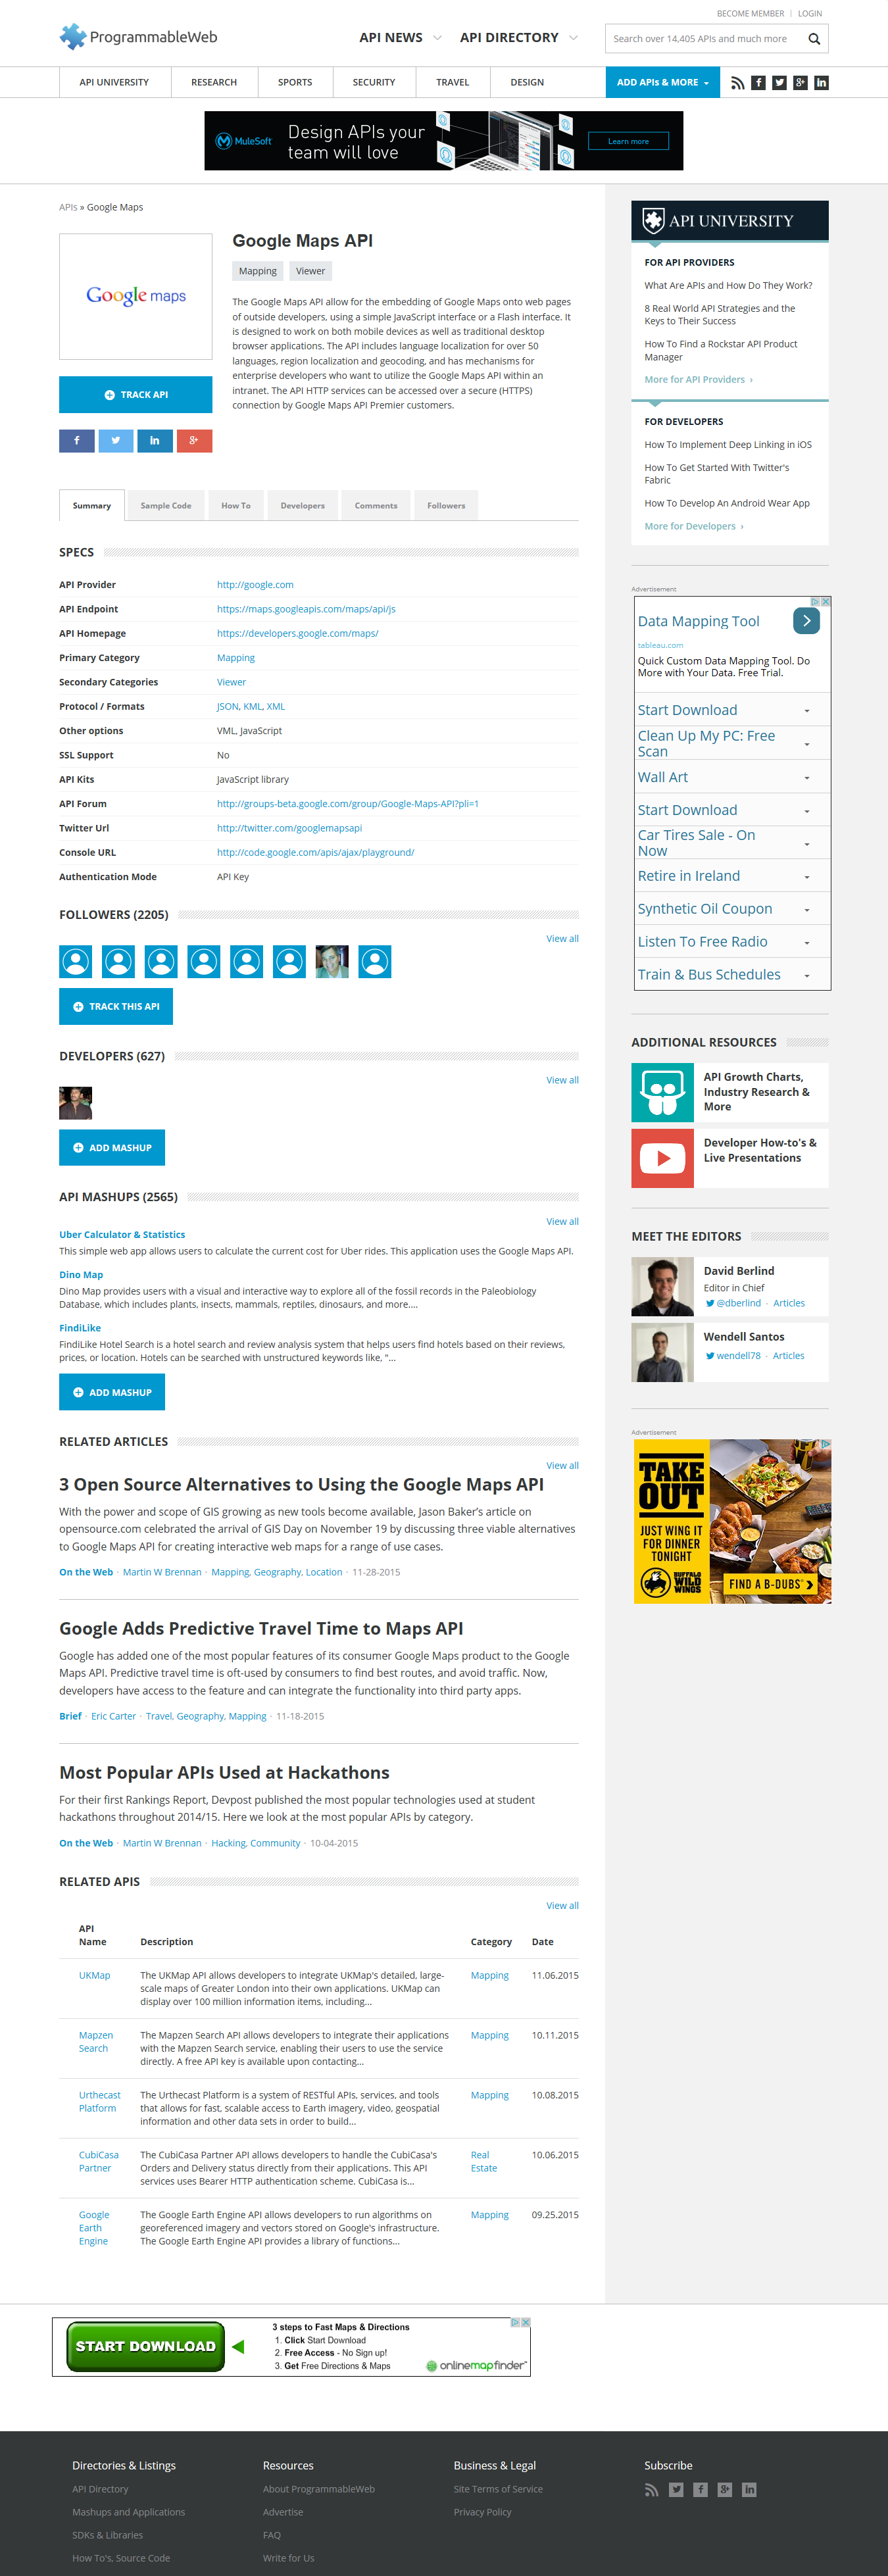 BECOME MEMBER | LOGIN
ProgrammableWeb
API NEWS
API DIRECTORY
Search over 14,405 APIs and much more
API UNIVERSITY
RESEARCH
SPORTS
SECURITY
TRAVEL
DESIGN
ADD APIs & MORE
MuleSoft
Design APIs your
team will love
Learn more
APIs » Google Maps
Google maps
TRACK API
Google Maps API
Mapping
Viewer
The Google Maps API allow for the embedding of Google Maps onto web pages
of outside developers, using a simple JavaScript interface or a Flash interface. It
is designed to work on both mobile devices as well as traditional desktop
browser applications. The API includes language localization for over 50
languages, region localization and geocoding, and has mechanisms for
enterprise developers who want to utilize the Google Maps API within an
intranet. The API HTTP services can be accessed over a secure (HTTPS)
connection by Google Maps API Premier customers.
Summary
Sample Code
How To
Developers
Comments
Followers
SPECS
API Provider http://google.com
API Endpoint https://maps.googleapis.com/maps/api/js
API Homepage https://developers.google.com/maps/
Primary Category Mapping
Secondary Categories Viewer
Protocol / Formats JSON, KML, XML
Other options VML, JavaScript
SSL Support No
API Kits JavaScript library
API Forum http://groups-beta.google.com/group/Google-Maps-API?pli=1
Twitter Url http://twitter.com/googlemapsapi
Console URL http://code.google.com/apis/ajax/playground/
Authentication Mode API Key
FOLLOWERS (2205)
View all
TRACK THIS API
DEVELOPERS (627)
View all
ADD MASHUP
API MASHUPS (2565)
View all
Uber Calculator & Statistics
This simple web app allows users to calculate the current cost for Uber rides. This application uses the Google Maps API.
Dino Map
Dino Map provides users with a visual and interactive way to explore all of the fossil records in the Paleobiology
Database, which includes plants, insects, mammals, reptiles, dinosaurs, and more....
FindiLike
FindiLike Hotel Search is a hotel search and review analysis system that helps users find hotels based on their reviews,
prices, or location. Hotels can be searched with unstructured keywords like, "...
ADD MASHUP
RELATED ARTICLES
View all
3 Open Source Alternatives to Using the Google Maps API
With the power and scope of GIS growing as new tools become available, Jason Baker's article on
opensource.com celebrated the arrival of GIS Day on November 19 by discussing three viable alternatives
to Google Maps API for creating interactive web maps for a range of use cases.
On the Web · Martin W Brennan · Mapping, Geography, Location · 11-28-2015
Google Adds Predictive Travel Time to Maps API
Google has added one of the most popular features of its consumer Google Maps product to the Google
Maps API. Predictive travel time is oft-used by consumers to find best routes, and avoid traffic. Now,
developers have access to the feature and can integrate the functionality into third party apps.
Brief · Eric Carter · Travel, Geography, Mapping · 11-18-2015
Most Popular APIs Used at Hackathons
For their first Rankings Report, Devpost published the most popular technologies used at student
hackathons throughout 2014/15. Here we look at the most popular APIs by category.
On the Web · Martin W Brennan · Hacking, Community · 10-04-2015
RELATED APIS
View all
API
Name Description Category Date
UKMap The UKMap API allows developers to integrate UKMap's detailed, large- Mapping 11.06.2015
scale maps of Greater London into their own applications. UKMap can
display over 100 million information items, including...
Mapzen The Mapzen Search API allows developers to integrate their applications Mapping 10.11.2015
Search with the Mapzen Search service, enabling their users to use the service
directly. A free API key is available upon contacting...
Urthecast The Urthecast Platform is a system of RESTful APIs, services, and tools Mapping 10.08.2015
Platform that allows for fast, scalable access to Earth imagery, video, geospatial
information and other data sets in order to build...
CubiCasa The CubiCasa Partner API allows developers to handle the CubiCasa's Real 10.06.2015
Partner Orders and Delivery status directly from their applications. This API Estate
services uses Bearer HTTP authentication scheme. CubiCasa is...
Google The Google Earth Engine API allows developers to run algorithms on Mapping 09.25.2015
Earth georeferenced imagery and vectors stored on Google's infrastructure.
Engine The Google Earth Engine API provides a library of functions...
API UNIVERSITY
FOR API PROVIDERS
What Are APIs and How Do They Work?
8 Real World API Strategies and the
Keys to Their Success
How To Find a Rockstar API Product
Manager
More for API Providers ›
FOR DEVELOPERS
How To Implement Deep Linking in iOS
How To Get Started With Twitter's
Fabric
How To Develop An Android Wear App
More for Developers ›
Advertisement
Data Mapping Tool
tableau.com
Quick Custom Data Mapping Tool. Do
More with Your Data. Free Trial.
Start Download
Clean Up My PC: Free
Scan
Wall Art
Start Download
Car Tires Sale - On
Now
Retire in Ireland
Synthetic Oil Coupon
Listen To Free Radio
Train & Bus Schedules
ADDITIONAL RESOURCES
API Growth Charts,
Industry Research &
More
Developer How-to's &
Live Presentations
MEET THE EDITORS
David Berlind
Editor in Chief
@dberlind · Articles
Wendell Santos
wendell78 · Articles
Advertisement
TAKE
OUT
JUST WING IT
FOR DINNER
TONIGHT
BUFFALO
WILD
WINGS
FIND A B-DUBS
START DOWNLOAD
3 steps to Fast Maps & Directions
1. Click Start Download
2. Free Access - No Sign up!
3. Get Free Directions & Maps
onlinemapfinder
Directories & Listings
API Directory
Mashups and Applications
SDKs & Libraries
How To's, Source Code
Resources
About ProgrammableWeb
Advertise
FAQ
Write for Us
Business & Legal
Site Terms of Service
Privacy Policy
Subscribe